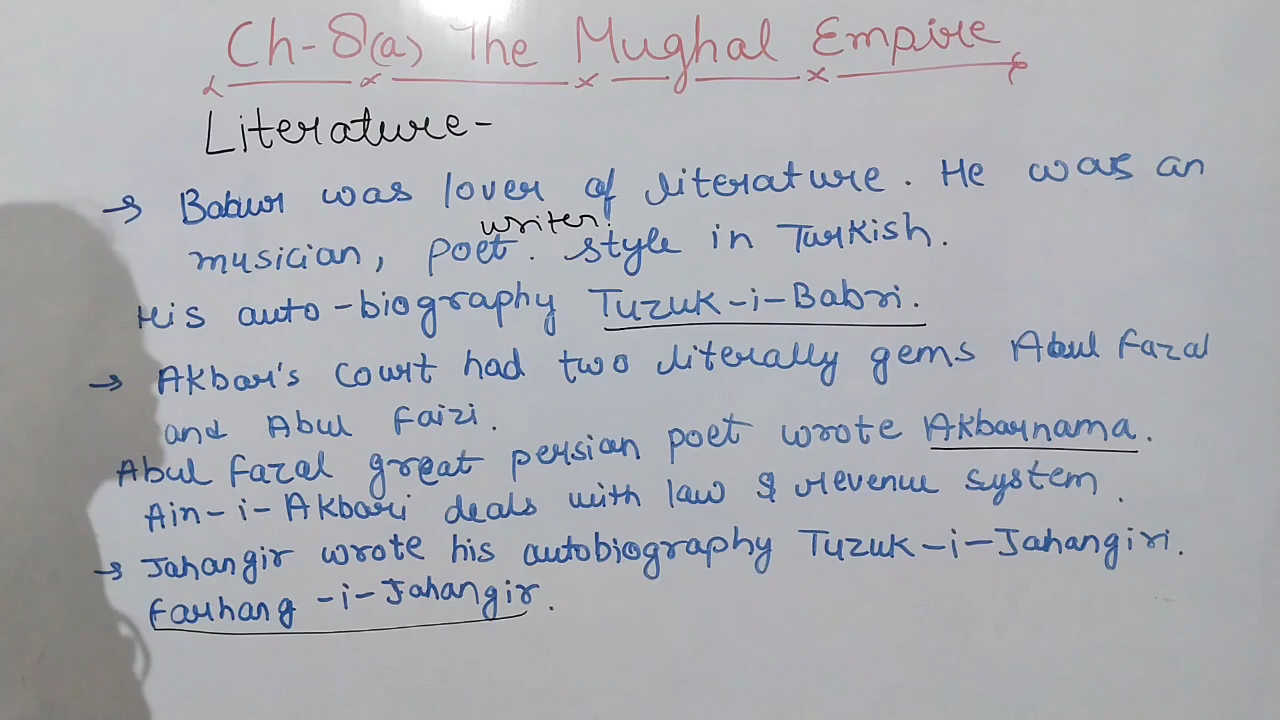 Ch-8(a) The Mughal Empire
Literature-
→ Babur was lover of literature. He was an
writer.
musician, poet. style in Turkish.
His auto-biography Tuzuk-i-Babri.
→ Akbar's court had two literally gems Abul Fazal
and Abul Faizi.
Abul Fazal great persian poet wrote Akbarnama.
Ain-i-Akbari deals with law & revenue system.
→ Jahangir wrote his autobiography Tuzuk-i-Jahangiri.
Farhang-i-Jahangir.